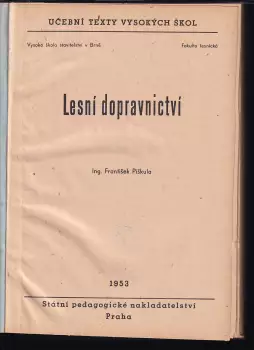 UČEBNÍ TEXTY VYSOKÝCH ŠKOL
Vysoká škola stavitelství v Brně
Fakulta lesnická
Lesní dopravnictví
Ing. František Piškula
1953
Státní pedagogické nakladatelství
Praha